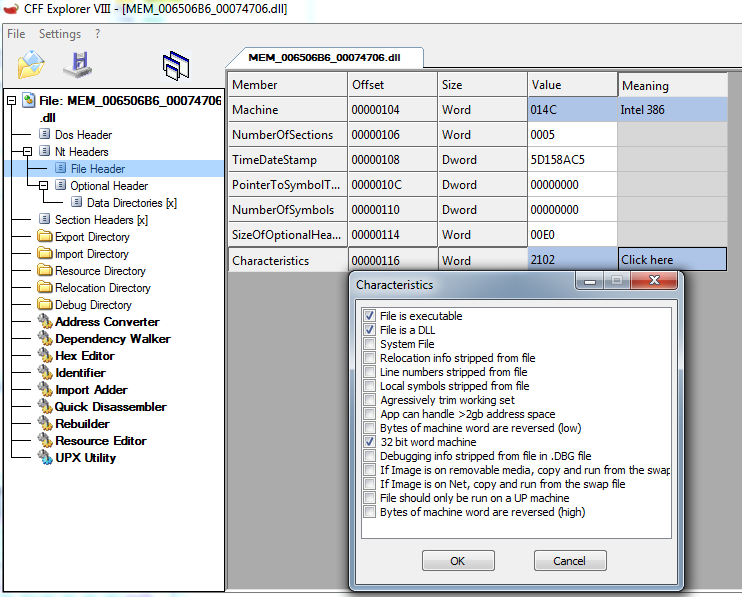 CFF Explorer VIII - [MEM_006506B6_00074706.dll]
File Settings ?
MEM_006506B6_00074706.dll
File: MEM_006506B6_00074706
.dll
Dos Header
Nt Headers
File Header
Optional Header
Data Directories [x]
Section Headers [x]
Export Directory
Import Directory
Resource Directory
Relocation Directory
Debug Directory
Address Converter
Dependency Walker
Hex Editor
Identifier
Import Adder
Quick Disassembler
Rebuilder
Resource Editor
UPX Utility
Member Offset Size Value Meaning
Machine 00000104 Word 014C Intel 386
NumberOfSections 00000106 Word 0005
TimeDateStamp 00000108 Dword 5D158AC5
PointerToSymbolT... 0000010C Dword 00000000
NumberOfSymbols 00000110 Dword 00000000
SizeOfOptionalHea... 00000114 Word 00E0
Characteristics 00000116 Word 2102 Click here
Characteristics
File is executable
File is a DLL
System File
Relocation info stripped from file
Line numbers stripped from file
Local symbols stripped from file
Agressively trim working set
App can handle >2gb address space
Bytes of machine word are reversed (low)
32 bit word machine
Debugging info stripped from file in .DBG file
If Image is on removable media, copy and run from the swap
If Image is on Net, copy and run from the swap file
File should only be run on a UP machine
Bytes of machine word are reversed (high)
OK Cancel